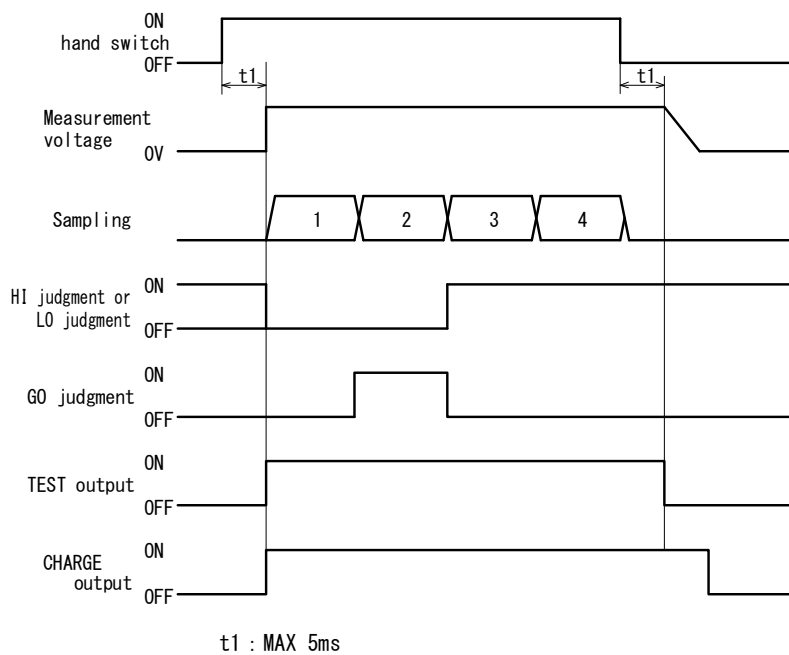 ON
hand switch
OFF
t1
t1
Measurement
voltage
0V
Sampling
1 2 3 4
ON
HI judgment or
LO judgment
OFF
ON
GO judgment
OFF
ON
TEST output
OFF
ON
CHARGE
output
OFF
t1 : MAX 5ms